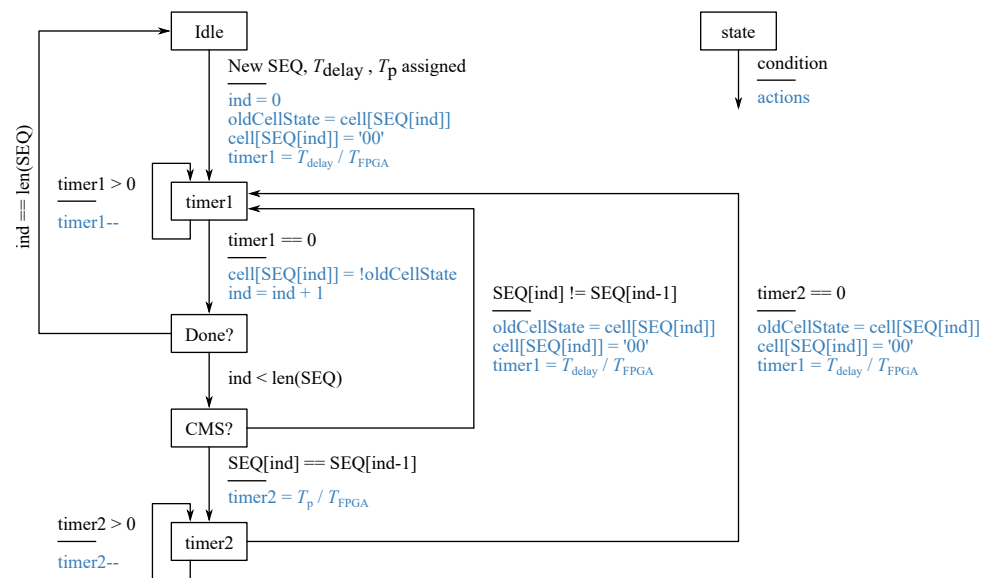 Idle
state
New SEQ, Tdelay , Tp assigned
ind = 0
oldCellState = cell[SEQ[ind]]
cell[SEQ[ind]] = '00'
timer1 = Tdelay / TFPGA
condition
actions
ind == len(SEQ)
timer1 > 0
timer1--
timer1
timer1 == 0
cell[SEQ[ind]] = !oldCellState
ind = ind + 1
SEQ[ind] != SEQ[ind-1]
oldCellState = cell[SEQ[ind]]
cell[SEQ[ind]] = '00'
timer1 = Tdelay / TFPGA
timer2 == 0
oldCellState = cell[SEQ[ind]]
cell[SEQ[ind]] = '00'
timer1 = Tdelay / TFPGA
Done?
ind < len(SEQ)
CMS?
SEQ[ind] == SEQ[ind-1]
timer2 = Tp / TFPGA
timer2 > 0
timer2--
timer2